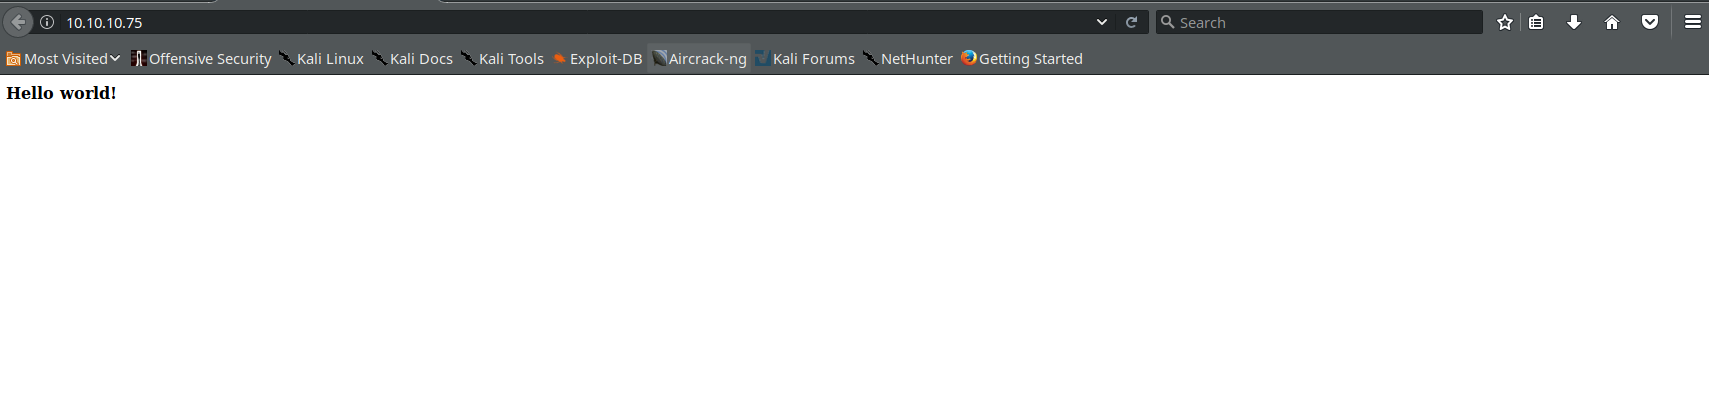 10.10.10.75 Search
Most Visited Offensive Security Kali Linux Kali Docs Kali Tools Exploit-DB Aircrack-ng Kali Forums NetHunter Getting Started
Hello world!